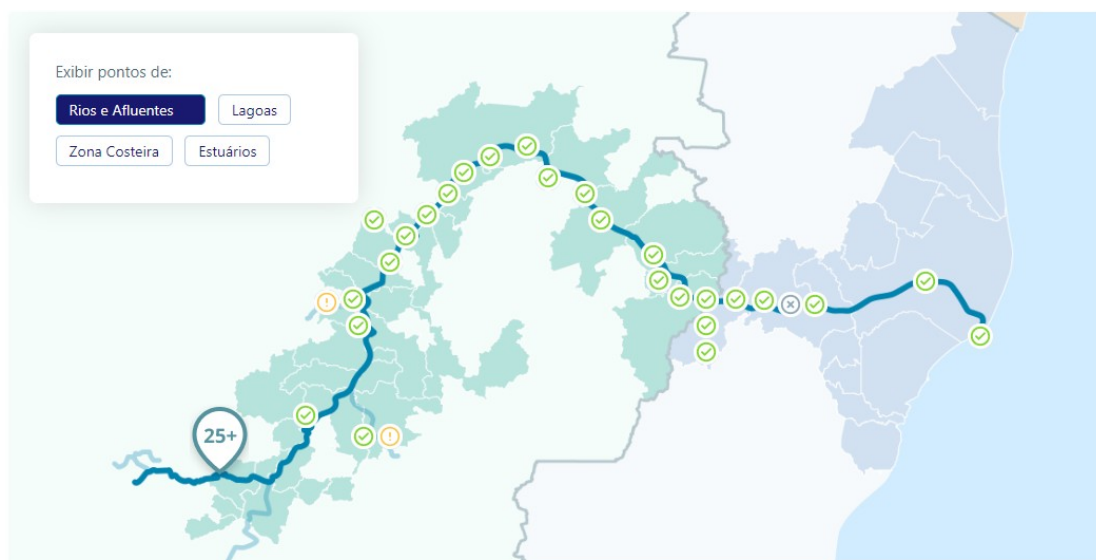 Exibir pontos de:
Rios e Afluentes Lagoas
Zona Costeira Estuários
25+